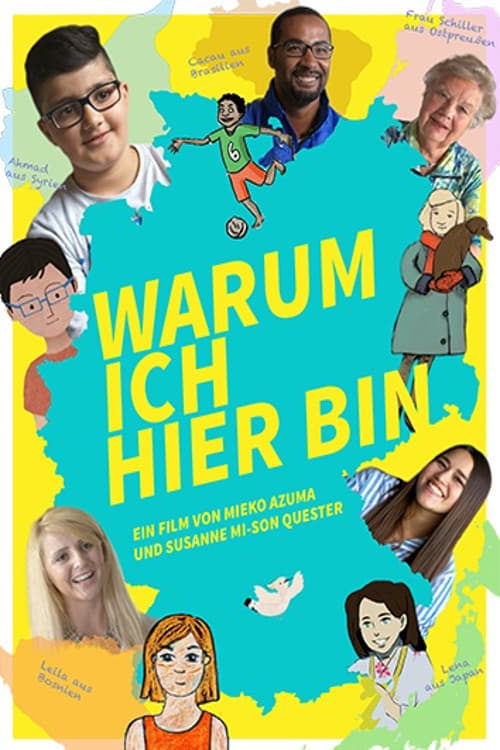 Frau Schiller
aus Ostpreußen
Cacau aus
Brasilien
Ahmad
aus Syrien
6
WARUM
ICH
HIER BIN
EIN FILM VON MIEKO AZUMA
UND SUSANNE MI-SON QUESTER
Leila aus
Bosnien
Lena
aus Japan